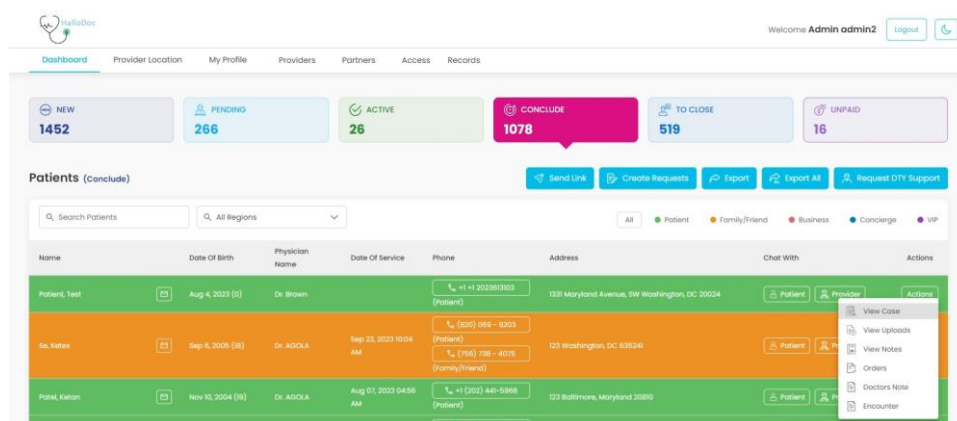 HalloDoc
Welcome Admin admin2 Logout
Dashboard Provider Location My Profile Providers Partners Access Records
NEW PENDING ACTIVE CONCLUDE TO CLOSE UNPAID
1452 266 26 1078 519 16
Patients (Conclude) Send Link Create Requests Export Export All Request DTY Support
Search Patients All Regions All Patient Family/Friend Business Concierge VIP
Name Date Of Birth Physician Name Date Of Service Phone Address Chat With Actions
Patient, Test Aug 4, 2023 (0) Dr. Brown +1 +1 2023613103 1331 Maryland Avenue, SW Washington, DC 20024 Patient Provider Actions
(Patient)
View Case
(820) 069 - 9203
View Uploads
Sa, Ketes Sep 6, 2005 (18) Dr. AGOLA Sep 22, 2023 10:04 AM (Patient) 123 Washington, DC 635241 Patient
View Notes
(756) 738 - 4075
(Family/Friend)
Orders
Patel, Ketan Nov 10, 2004 (19) Dr. AGOLA Aug 07, 2023 04:56 AM +1 (202) 441-5968 123 Baltimore, Maryland 20810 Patient
(Patient)
Doctors Note
Encounter